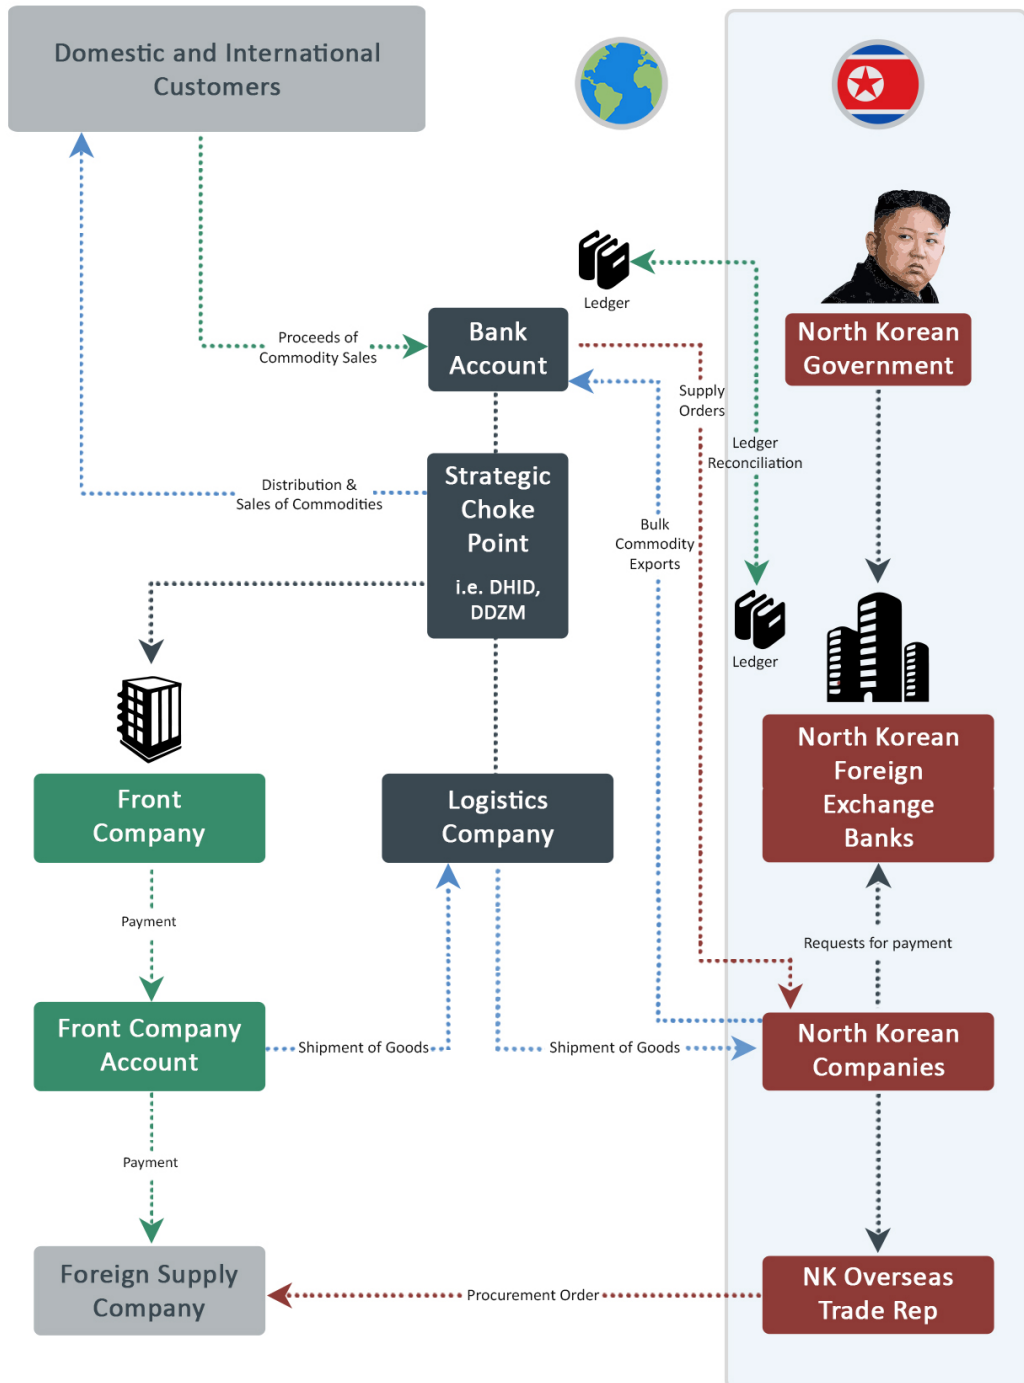 Domestic and International
Customers
Ledger
Proceeds of
Commodity Sales
Bank
Account
North Korean
Government
Supply
Orders
Ledger
Reconciliation
Strategic
Choke
Point
i.e. DHID,
DDZM
Distribution &
Sales of Commodities
Bulk
Commodity
Exports
Ledger
North Korean
Foreign
Exchange
Banks
Front
Company
Logistics
Company
Payment
Requests for payment
Front Company
Account
Shipment of Goods
Shipment of Goods
North Korean
Companies
Payment
Foreign Supply
Company
Procurement Order
NK Overseas
Trade Rep